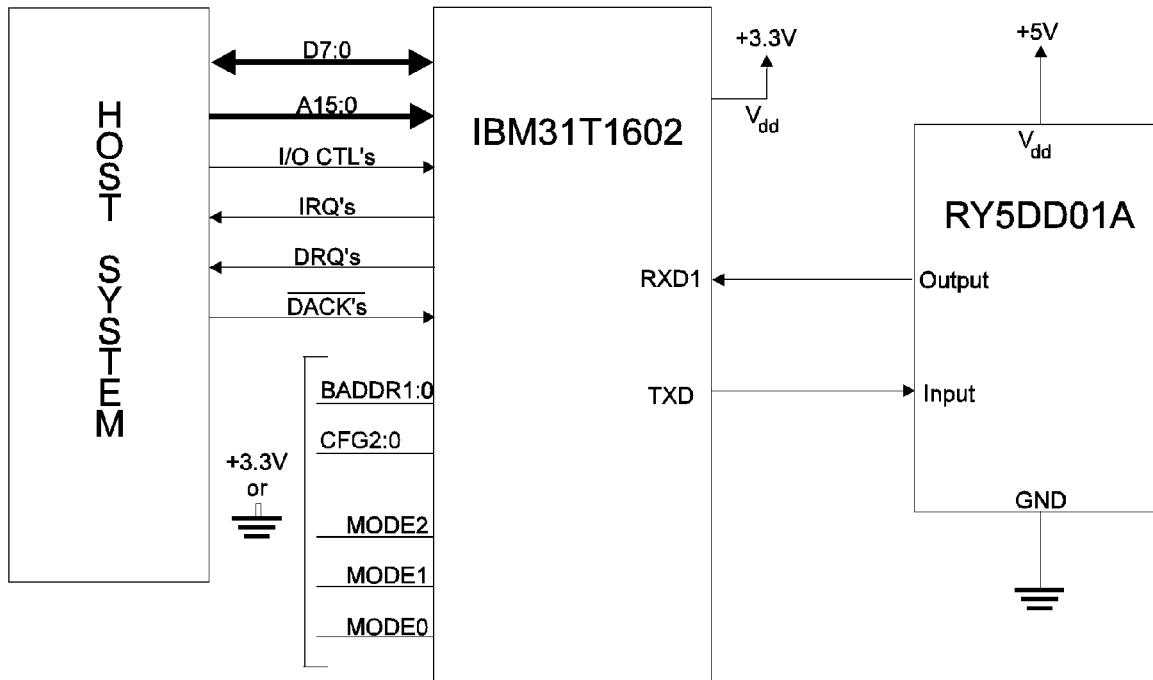 HOST SYSTEM
D7:0
A15:0
I/O CTL's
IRQ's
DRQ's
DACK's
BADDR1:0
CFG2:0
+3.3V
or
MODE2
MODE1
MODE0
IBM31T1602
RXD1
TXD
+3.3V
Vdd
+5V
Vdd
RY5DD01A
Output
Input
GND